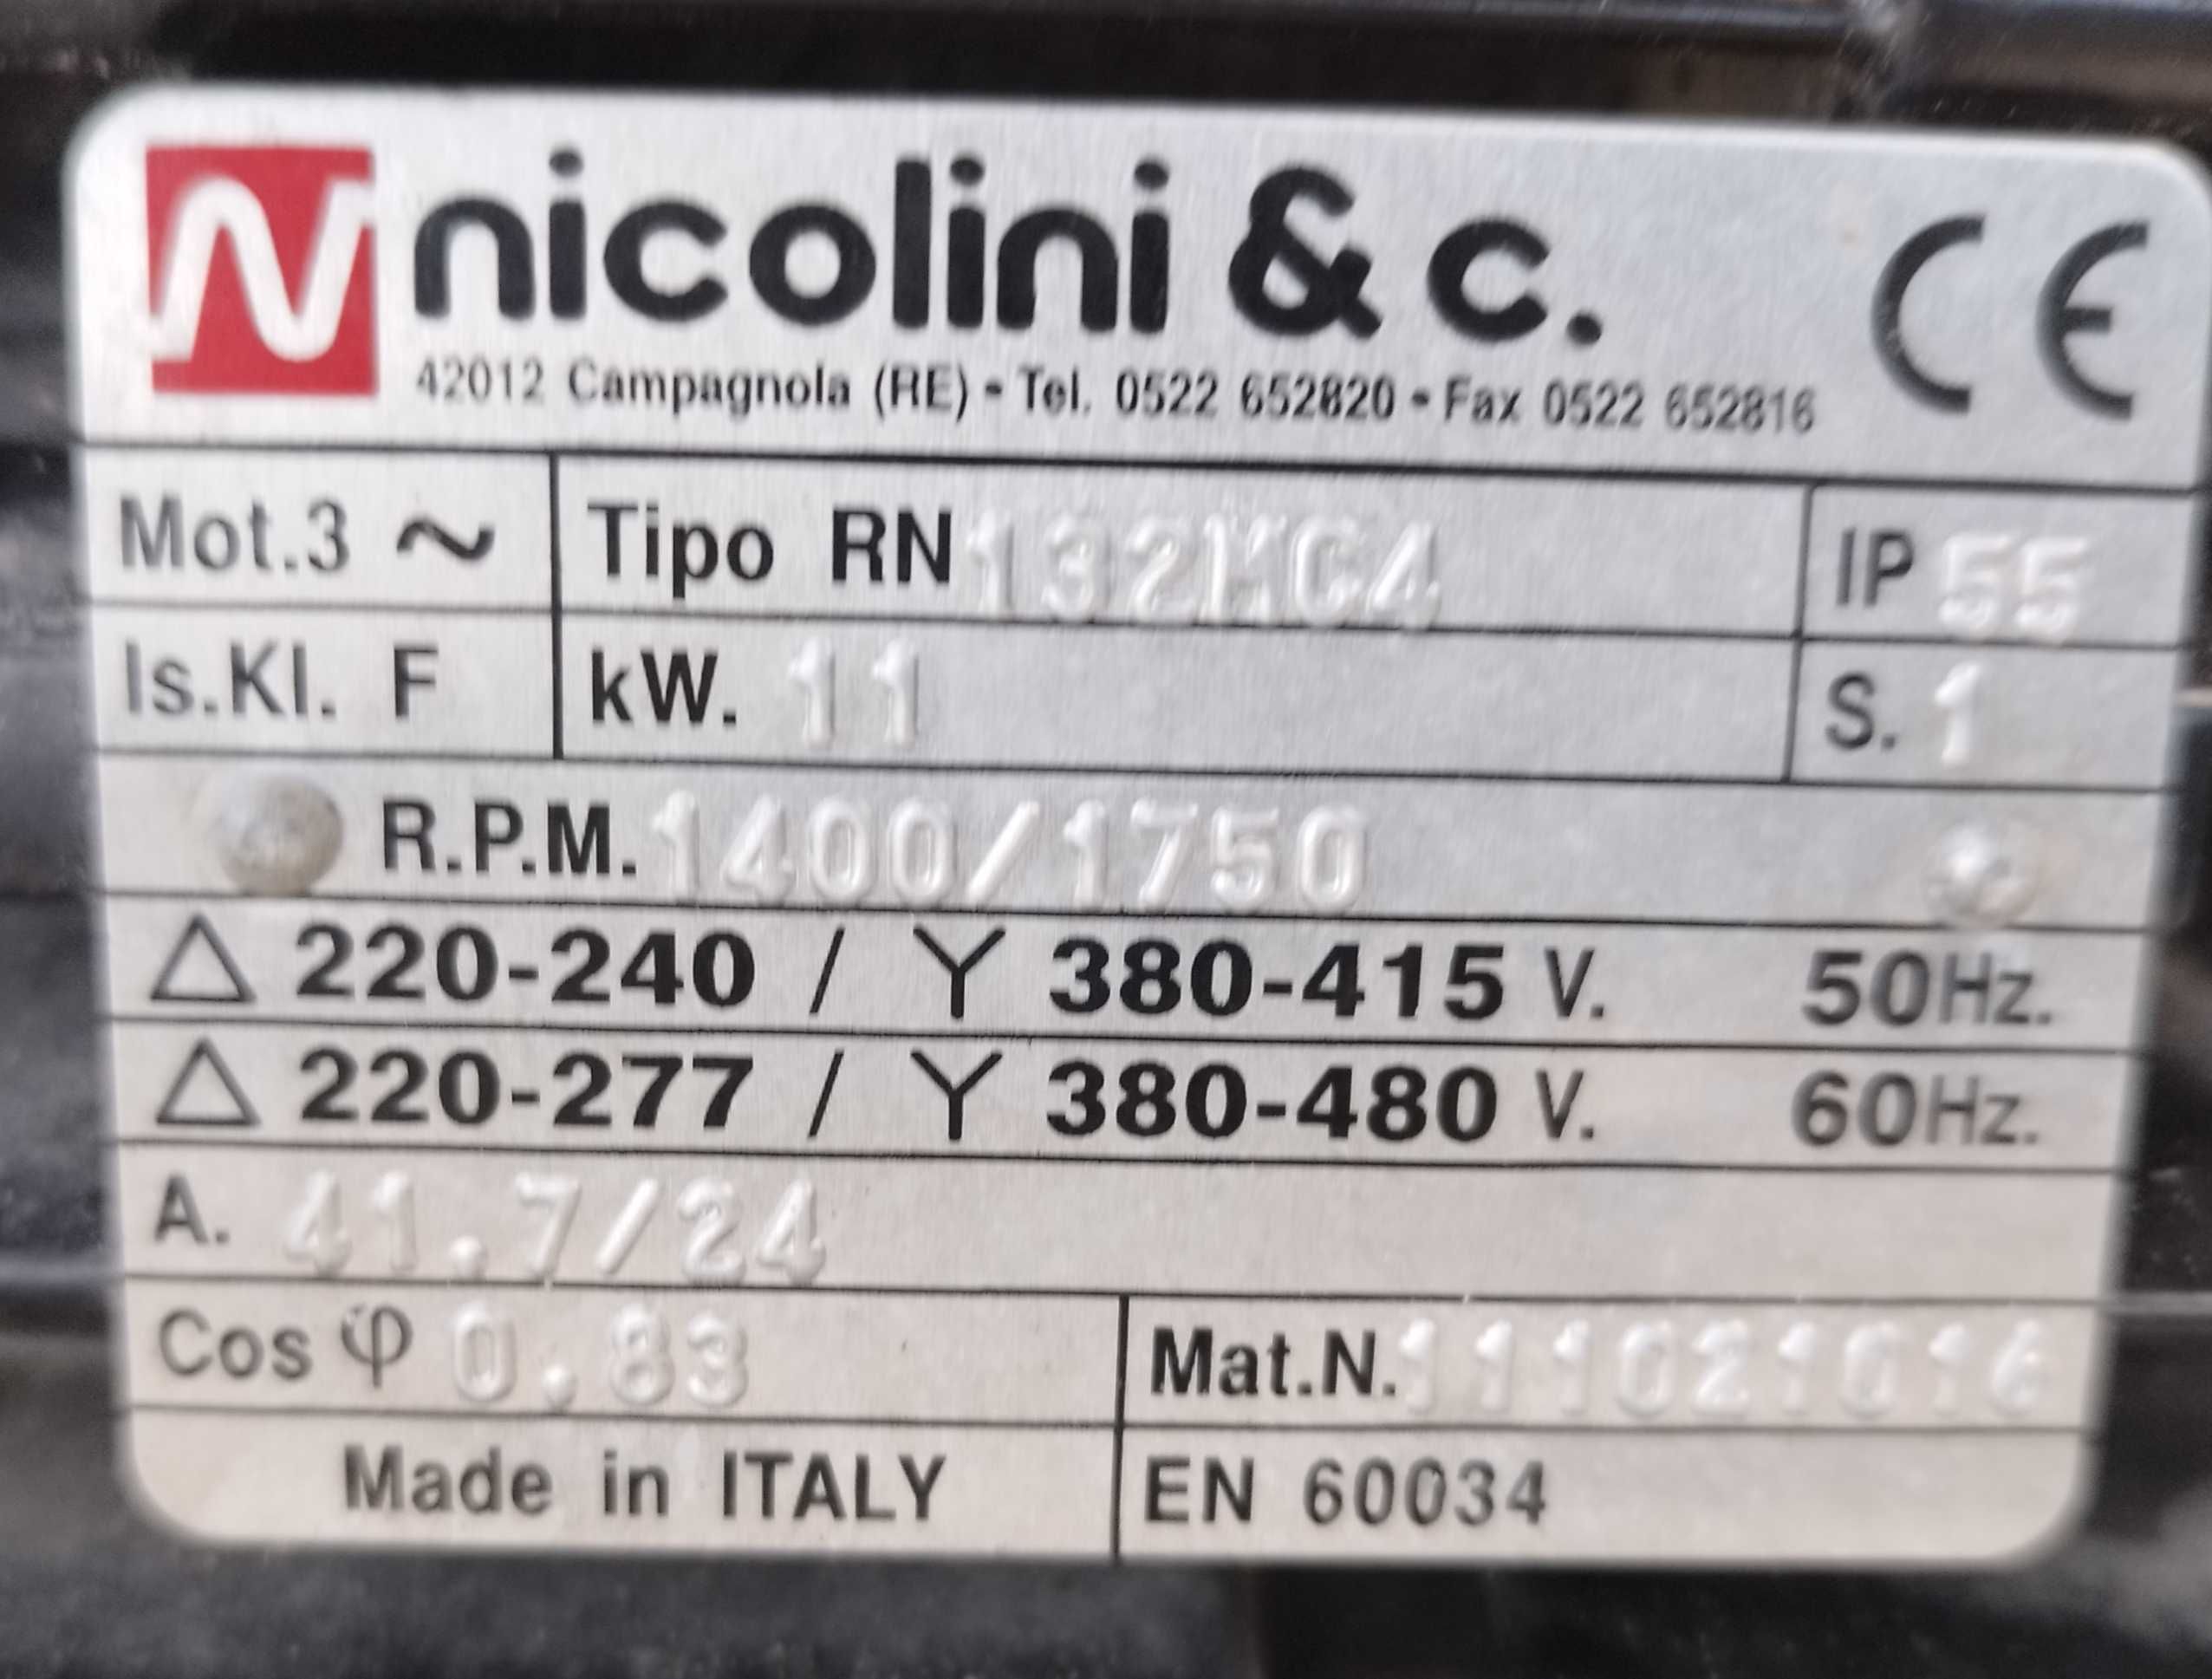 nicolini & c.
CE
42012 Campagnola (RE) - Tel. 0522 652820 • Fax 0522 652816
Mot.3 ~ Tipo RN 132MG4 IP 55
Is.Kl. F kW. 11 S. 1
R.P.M. 1400/1750
△ 220-240 / Y 380-415 V. 50Hz.
△ 220-277 / Y 380-480 V. 60Hz.
A. 41.7/24
Cos φ 0.83 Mat.N.
Made in ITALY EN 60034